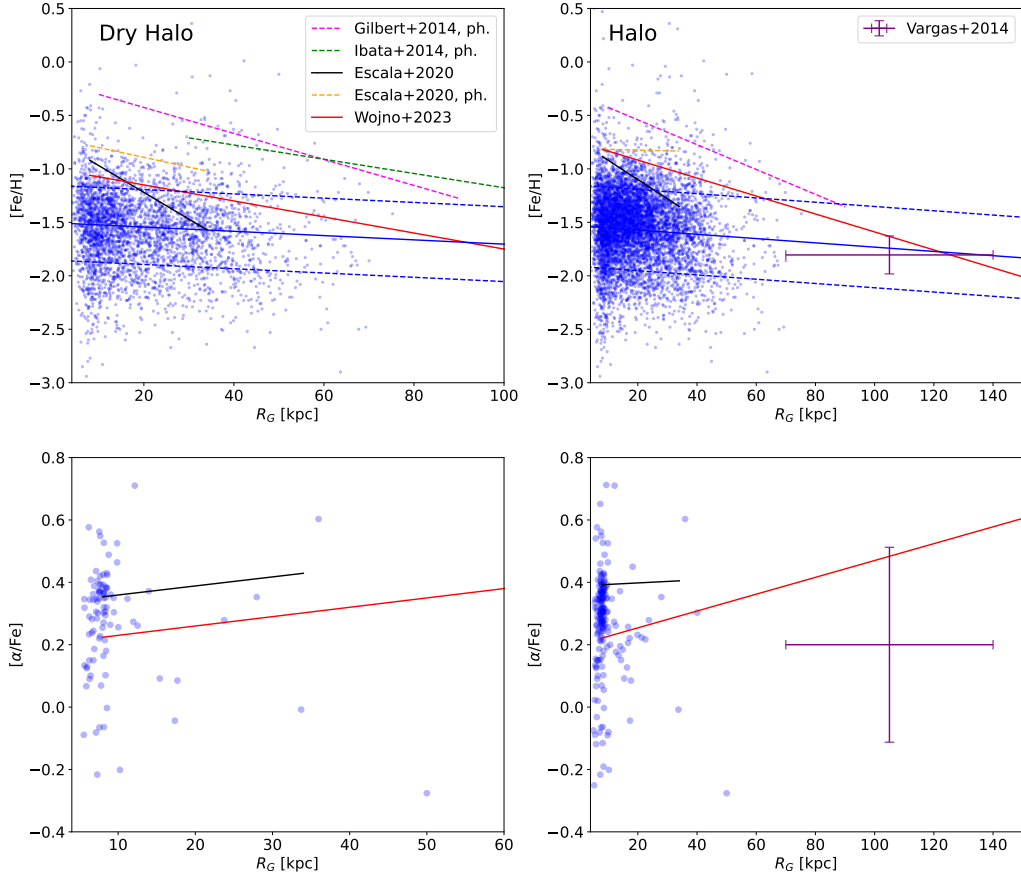 Dry Halo
Gilbert+2014, ph.
Ibata+2014, ph.
Escala+2020
Escala+2020, ph.
Wojno+2023
[Fe/H]
0.5
0.0
−0.5
−1.0
−1.5
−2.0
−2.5
−3.0
20 40 60 80 100
R_G [kpc]
Halo
Vargas+2014
[Fe/H]
0.5
0.0
−0.5
−1.0
−1.5
−2.0
−2.5
−3.0
20 40 60 80 100 120 140
R_G [kpc]
[α/Fe]
0.8
0.6
0.4
0.2
0.0
−0.2
−0.4
10 20 30 40 50 60
R_G [kpc]
[α/Fe]
0.8
0.6
0.4
0.2
0.0
−0.2
−0.4
20 40 60 80 100 120 140
R_G [kpc]